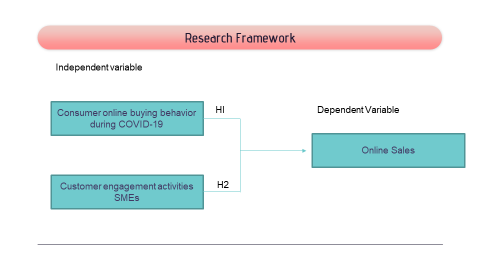 Research Framework
Independent variable
Consumer online buying behavior
during COVID-19
H1
Dependent Variable
Online Sales
Customer engagement activities
SMEs
H2